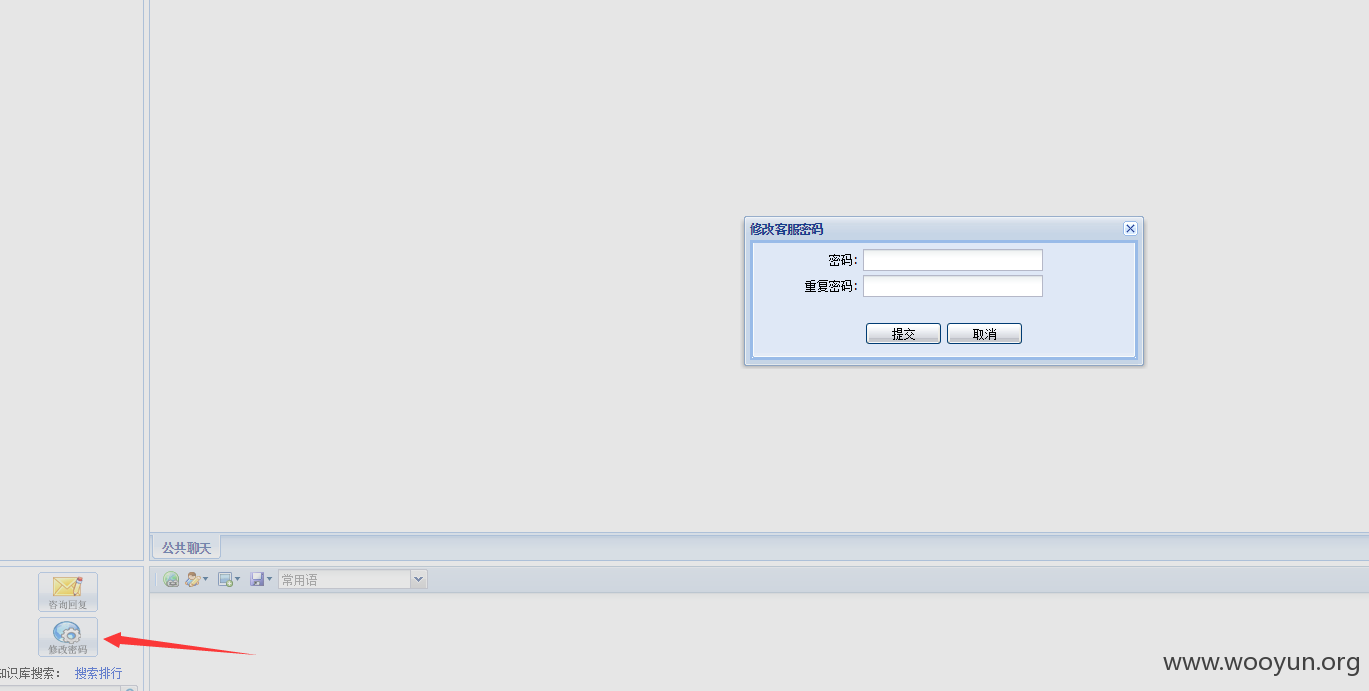 修改客服密码
密码:
重复密码:
提交 取消
公共聊天
常用语
咨询回复
修改密码
知识库搜索： 搜索排行
www.wooyun.org